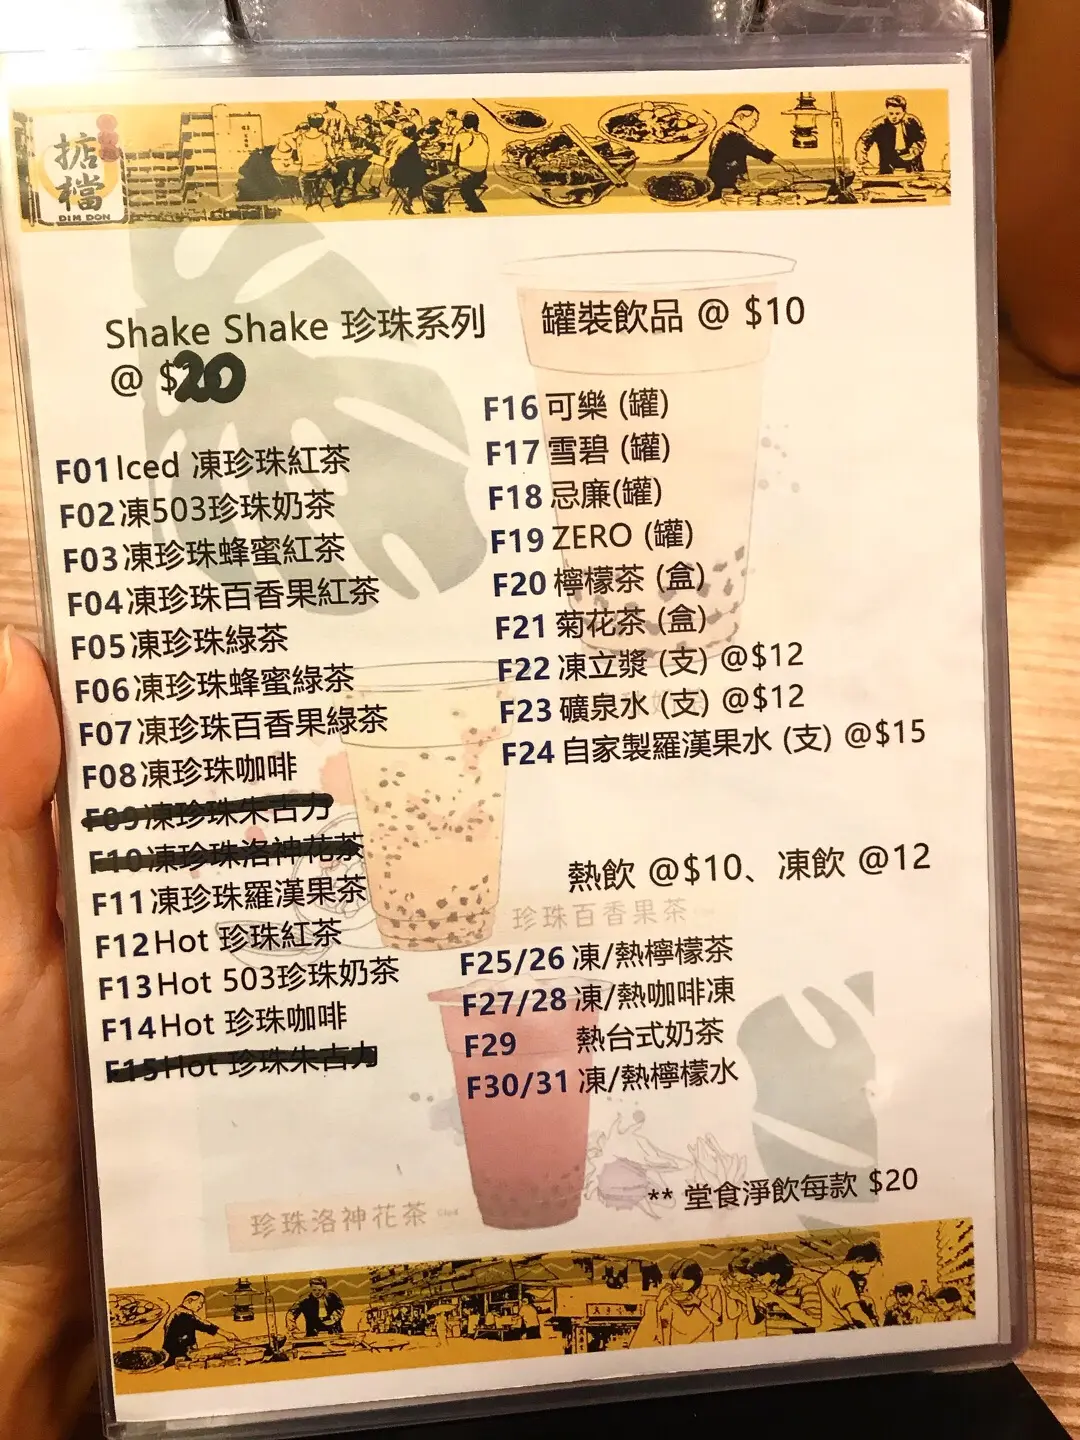 掂檔
DIM DON
Shake Shake 珍珠系列
@ $20
F01 Iced 凍珍珠紅茶
F02 凍503珍珠奶茶
F03 凍珍珠蜂蜜紅茶
F04 凍珍珠百香果紅茶
F05 凍珍珠綠茶
F06 凍珍珠蜂蜜綠茶
F07 凍珍珠百香果綠茶
F08 凍珍珠咖啡
F09 凍珍珠朱古力
F10 凍珍珠洛神花茶
F11 凍珍珠羅漢果茶
F12 Hot 珍珠紅茶
F13 Hot 503珍珠奶茶
F14 Hot 珍珠咖啡
F15 Hot 珍珠朱古力
罐裝飲品 @ $10
F16 可樂 (罐)
F17 雪碧 (罐)
F18 忌廉(罐)
F19 ZERO (罐)
F20 檸檬茶 (盒)
F21 菊花茶 (盒)
F22 凍立漿 (支) @$12
F23 礦泉水 (支) @$12
F24 自家製羅漢果水 (支) @$15
熱飲 @$10、凍飲 @12
珍珠百香果茶
F25/26 凍/熱檸檬茶
F27/28 凍/熱咖啡凍
F29 熱台式奶茶
F30/31 凍/熱檸檬水
** 堂食淨飲每款 $20
珍珠洛神花茶